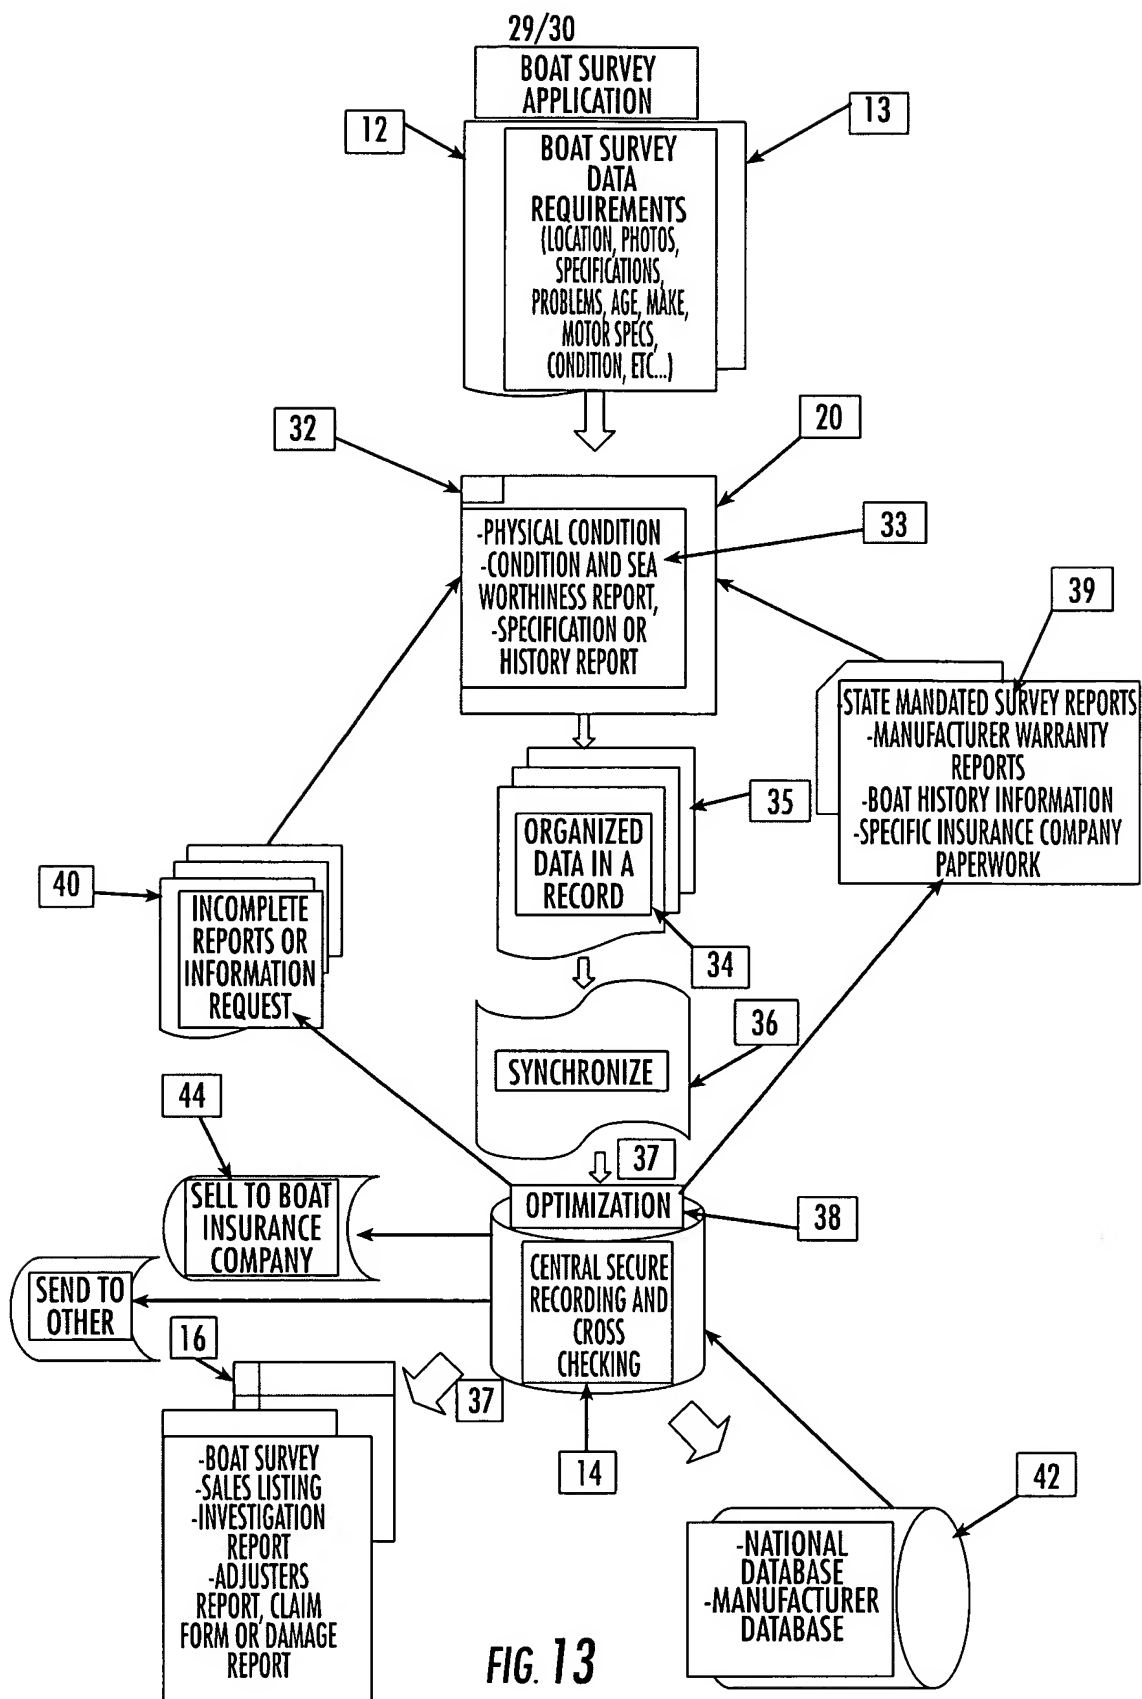 29/30
BOAT SURVEY
APPLICATION
12
13
BOAT SURVEY
DATA
REQUIREMENTS
(LOCATION, PHOTOS,
SPECIFICATIONS,
PROBLEMS, AGE, MAKE,
MOTOR SPECS,
CONDITION, ETC...)
32
20
-PHYSICAL CONDITION
-CONDITION AND SEA
WORTHINESS REPORT,
-SPECIFICATION OR
HISTORY REPORT
33
39
-STATE MANDATED SURVEY REPORTS
-MANUFACTURER WARRANTY
REPORTS
-BOAT HISTORY INFORMATION
-SPECIFIC INSURANCE COMPANY
PAPERWORK
35
ORGANIZED
DATA IN A
RECORD
34
40
INCOMPLETE
REPORTS OR
INFORMATION
REQUEST
36
SYNCHRONIZE
37
44
SELL TO BOAT
INSURANCE
COMPANY
OPTIMIZATION
38
CENTRAL SECURE
RECORDING AND
CROSS
CHECKING
SEND TO
OTHER
16
37
14
42
-BOAT SURVEY
-SALES LISTING
-INVESTIGATION
REPORT
-ADJUSTERS
REPORT, CLAIM
FORM OR DAMAGE
REPORT
-NATIONAL
DATABASE
-MANUFACTURER
DATABASE
FIG. 13